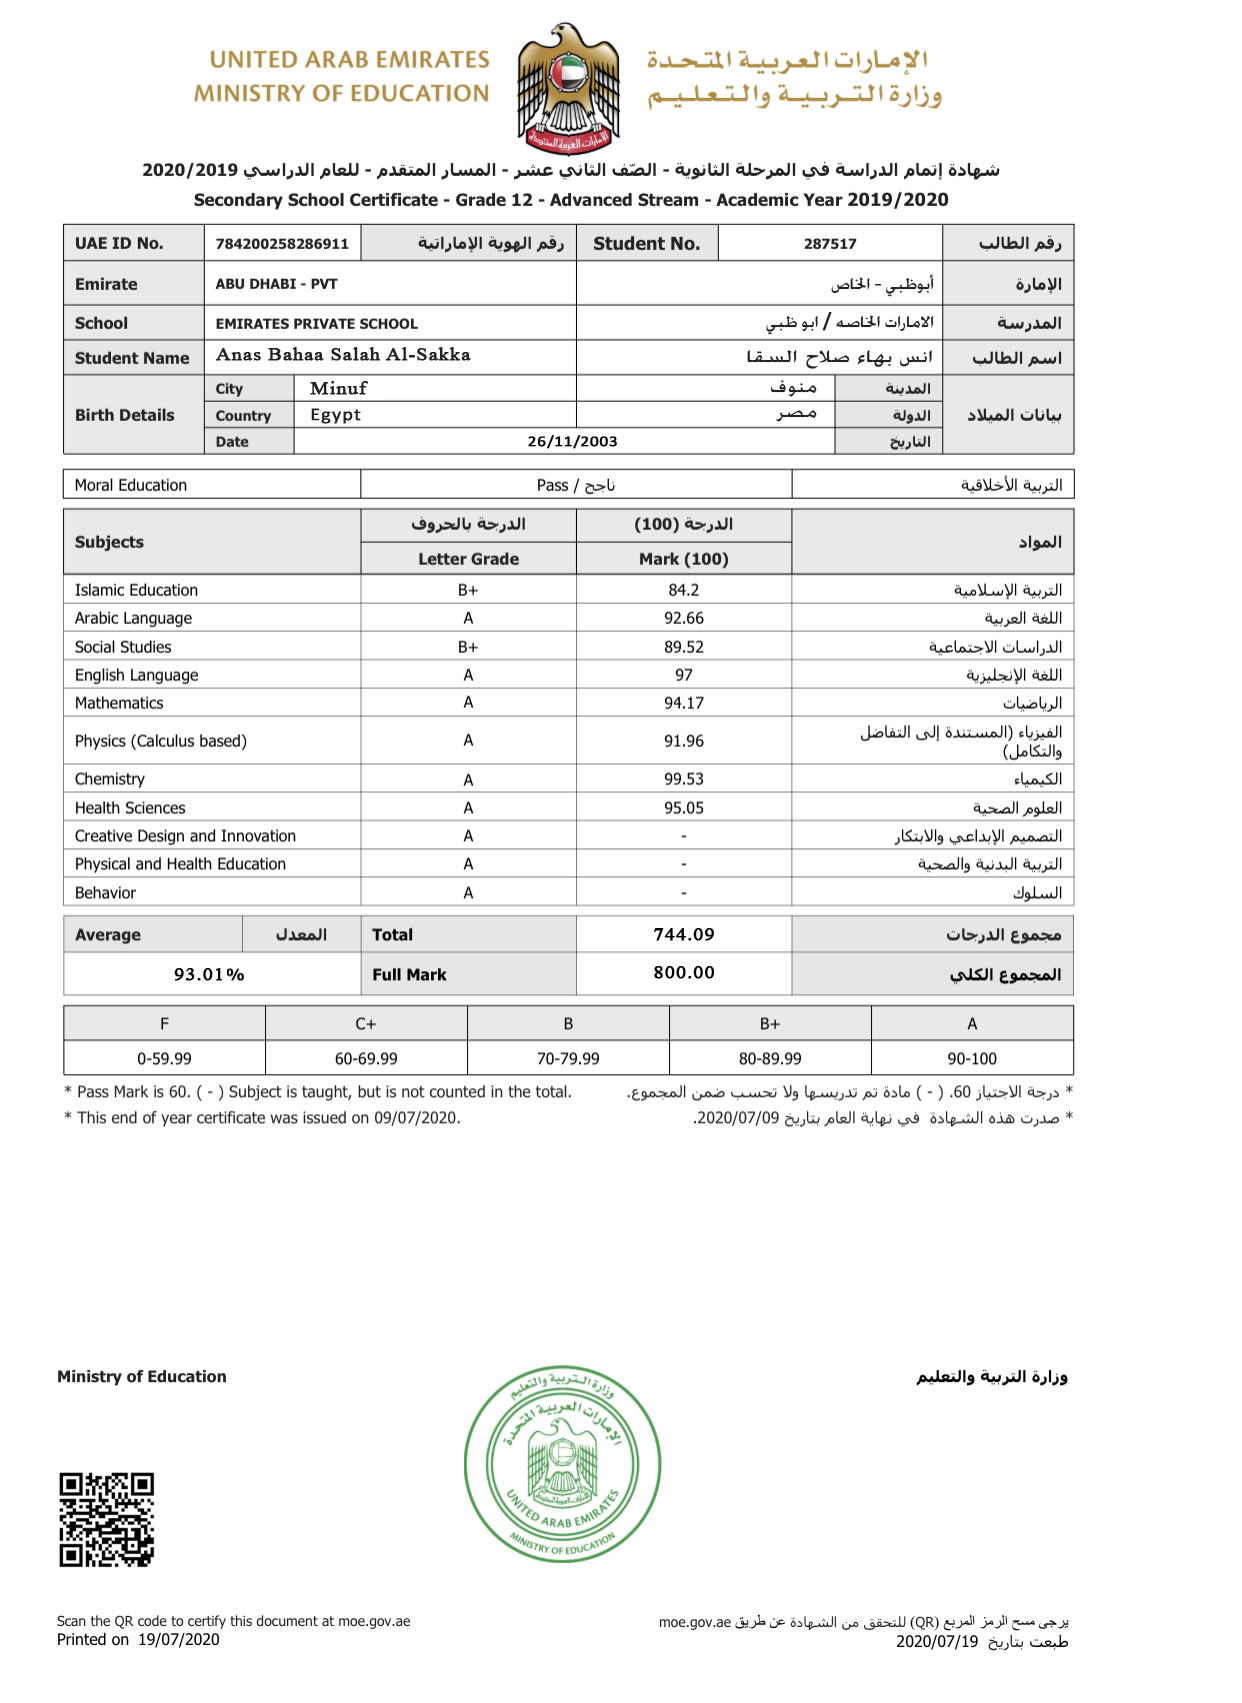 UNITED ARAB EMIRATES
MINISTRY OF EDUCATION
الإمارات العربية المتحدة
وزارة التربية والتعليم
الإمارات العربية المتحدة
شهادة إتمام الدراسة في المرحلة الثانوية - الصّف الثاني عشر - المسار المتقدم - للعام الدراسي 2020/2019
Secondary School Certificate - Grade 12 - Advanced Stream - Academic Year 2019/2020
UAE ID No. 784200258286911 رقم الهوية الإماراتية Student No. 287517 رقم الطالب
Emirate ABU DHABI - PVT أبوظبي - الخاص الإمارة
School EMIRATES PRIVATE SCHOOL الامارات الخاصه / ابو ظبي المدرسة
Student Name Anas Bahaa Salah Al-Sakka انس بهاء صلاح السقا اسم الطالب
Birth Details City Minuf منوف المدينة بيانات الميلاد
Country Egypt مصر الدولة
Date 26/11/2003 التاريخ
Moral Education Pass / ناجح التربية الأخلاقية
Subjects الدرجة بالحروف الدرجة (100) المواد
Letter Grade Mark (100)
Islamic Education B+ 84.2 التربية الإسلامية
Arabic Language A 92.66 اللغة العربية
Social Studies B+ 89.52 الدراسات الاجتماعية
English Language A 97 اللغة الإنجليزية
Mathematics A 94.17 الرياضيات
Physics (Calculus based) A 91.96 الفيزياء (المستندة إلى التفاضل
والتكامل)
Chemistry A 99.53 الكيمياء
Health Sciences A 95.05 العلوم الصحية
Creative Design and Innovation A - التصميم الإبداعي والابتكار
Physical and Health Education A - التربية البدنية والصحية
Behavior A - السلوك
Average المعدل Total 744.09 مجموع الدرجات
93.01% Full Mark 800.00 المجموع الكلي
F C+ B B+ A
0-59.99 60-69.99 70-79.99 80-89.99 90-100
* Pass Mark is 60. ( - ) Subject is taught, but is not counted in the total.
* درجة الاجتياز 60. ( - ) مادة تم تدريسها ولا تحسب ضمن المجموع.
* This end of year certificate was issued on 09/07/2020.
* صدرت هذه الشهادة في نهاية العام بتاريخ 2020/07/09.
Ministry of Education
وزارة التربية والتعليم
وزارة التربية والتعليم
الإمارات العربية المتحدة
UNITED ARAB EMIRATES
MINISTRY OF EDUCATION
Scan the QR code to certify this document at moe.gov.ae
يرجى مسح الرمز المربع (QR) للتحقق من الشهادة عن طريق moe.gov.ae
Printed on 19/07/2020
طبعت بتاريخ 2020/07/19